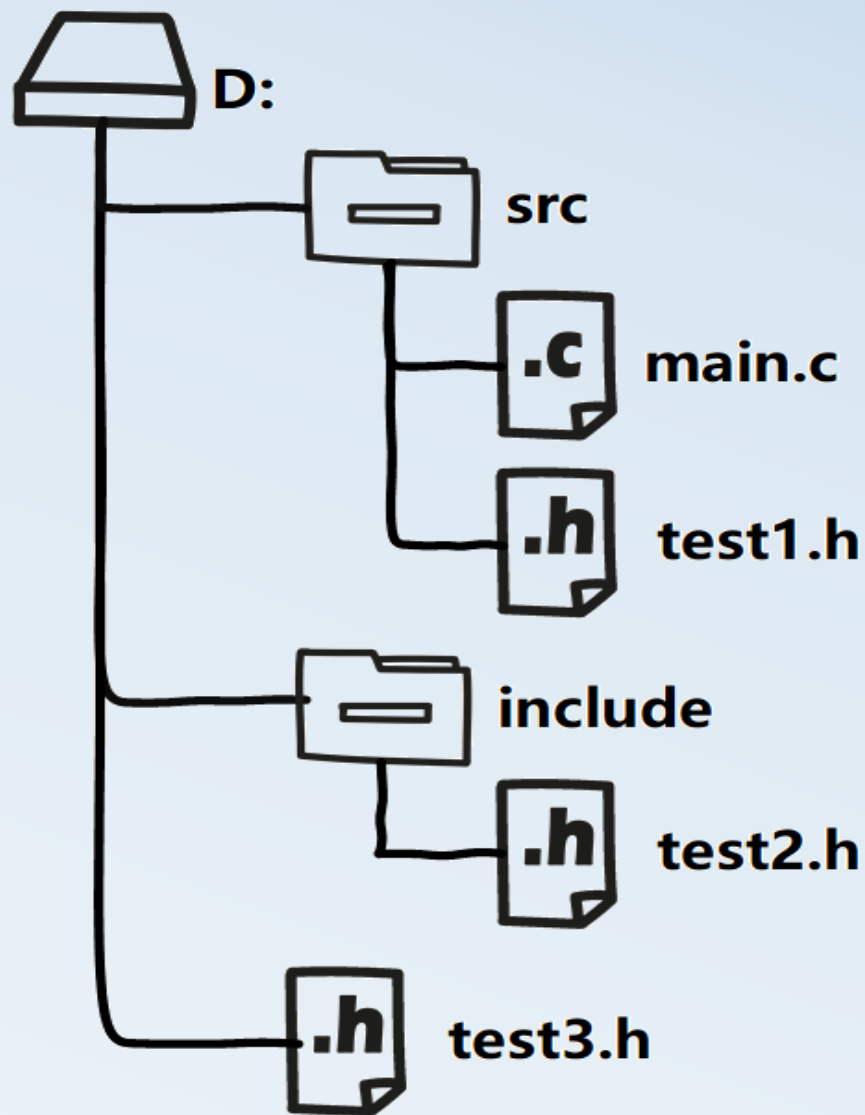 D:
src
.c
main.c
.h
test1.h
include
.h
test2.h
.h
test3.h